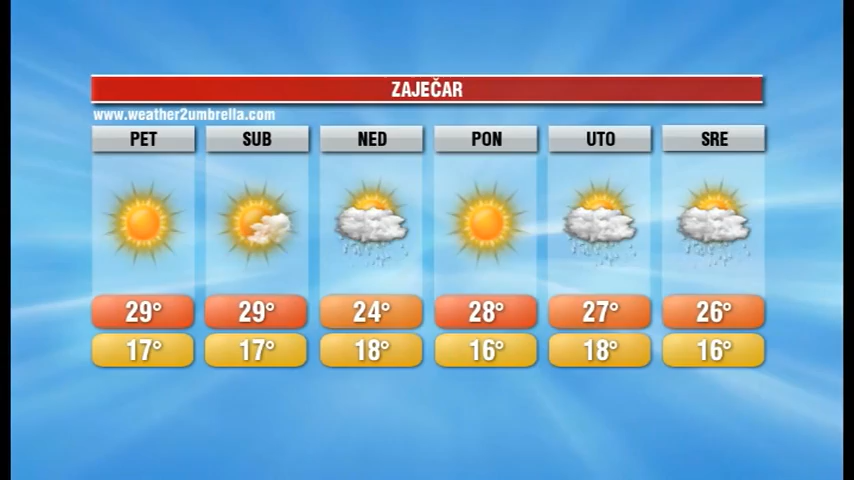 ZAJEČAR
www.weather2umbrella.com
PET SUB NED PON UTO SRE
29° 29° 24° 28° 27° 26°
17° 17° 18° 16° 18° 16°